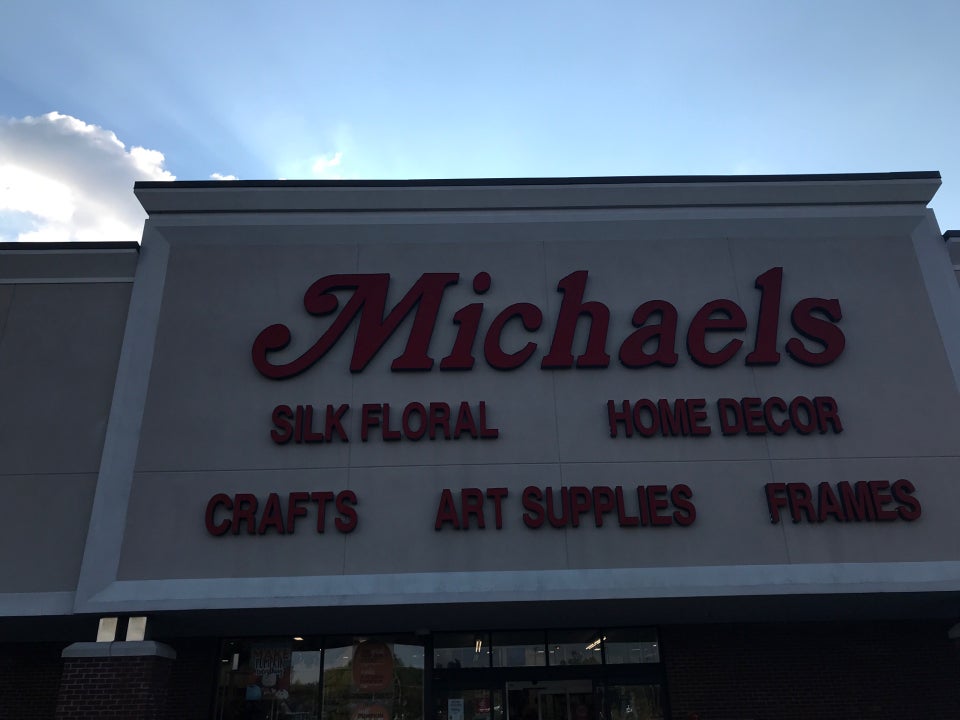 Michaels
SILK FLORAL HOME DECOR
CRAFTS ART SUPPLIES FRAMES